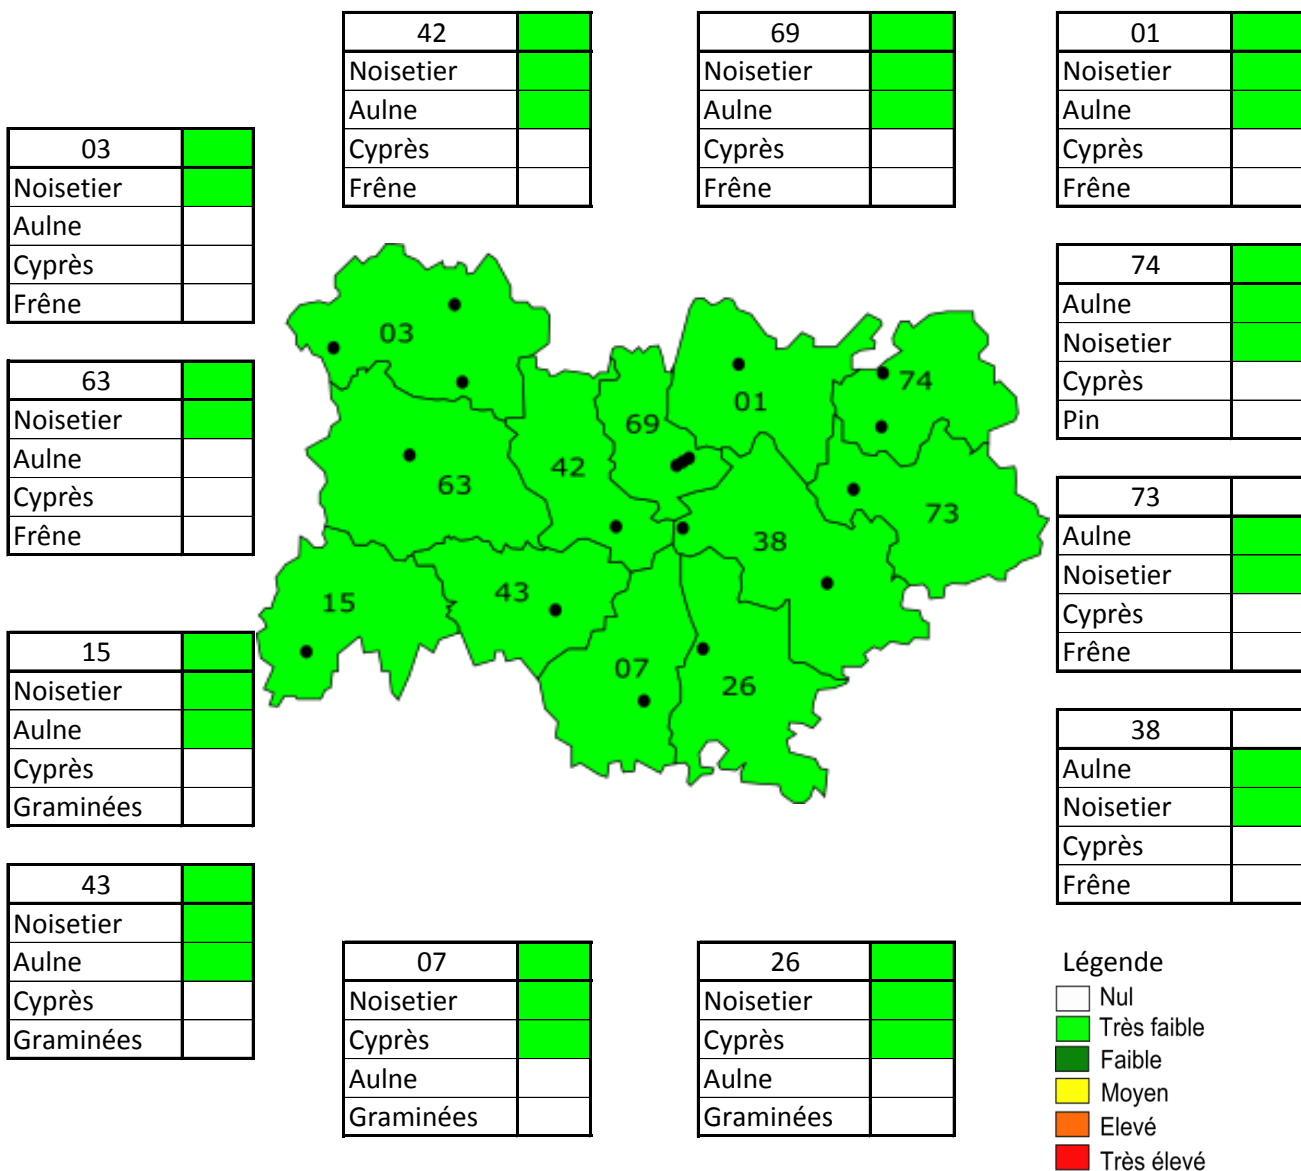 42
Noisetier
Aulne
Cyprès
Frêne
69
Noisetier
Aulne
Cyprès
Frêne
01
Noisetier
Aulne
Cyprès
Frêne
03
Noisetier
Aulne
Cyprès
Frêne
74
Aulne
Noisetier
Cyprès
Pin
63
Noisetier
Aulne
Cyprès
Frêne
73
Aulne
Noisetier
Cyprès
Frêne
15
Noisetier
Aulne
Cyprès
Graminées
38
Aulne
Noisetier
Cyprès
Frêne
43
Noisetier
Aulne
Cyprès
Graminées
07
Noisetier
Cyprès
Aulne
Graminées
26
Noisetier
Cyprès
Aulne
Graminées
03
01
74
69
42
63
73
38
15
43
07
26
Légende
Nul
Très faible
Faible
Moyen
Elevé
Très élevé